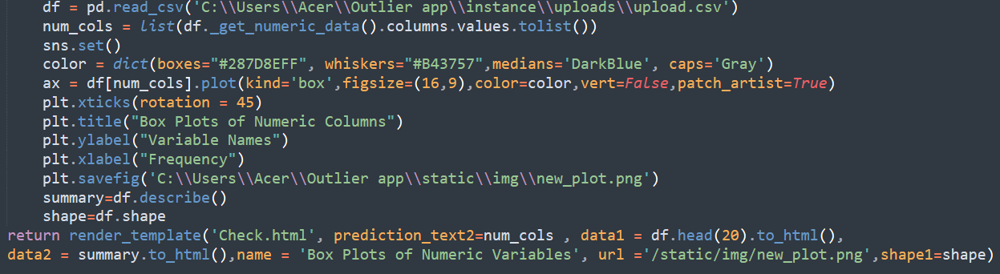 df = pd.read_csv('C:\\Users\\Acer\\Outlier app\\instance\\uploads\\upload.csv')
num_cols = list(df._get_numeric_data().columns.values.tolist())
sns.set()
color = dict(boxes="#287D8EFF", whiskers="#B43757",medians='DarkBlue', caps='Gray')
ax = df[num_cols].plot(kind='box',figsize=(16,9),color=color,vert=False,patch_artist=True)
plt.xticks(rotation = 45)
plt.title("Box Plots of Numeric Columns")
plt.ylabel("Variable Names")
plt.xlabel("Frequency")
plt.savefig('C:\\Users\\Acer\\Outlier app\\static\\img\\new_plot.png')
summary=df.describe()
shape=df.shape
return render_template('Check.html', prediction_text2=num_cols , data1 = df.head(20).to_html(),
data2 = summary.to_html(),name = 'Box Plots of Numeric Variables', url ='/static/img/new_plot.png',shape1=shape)